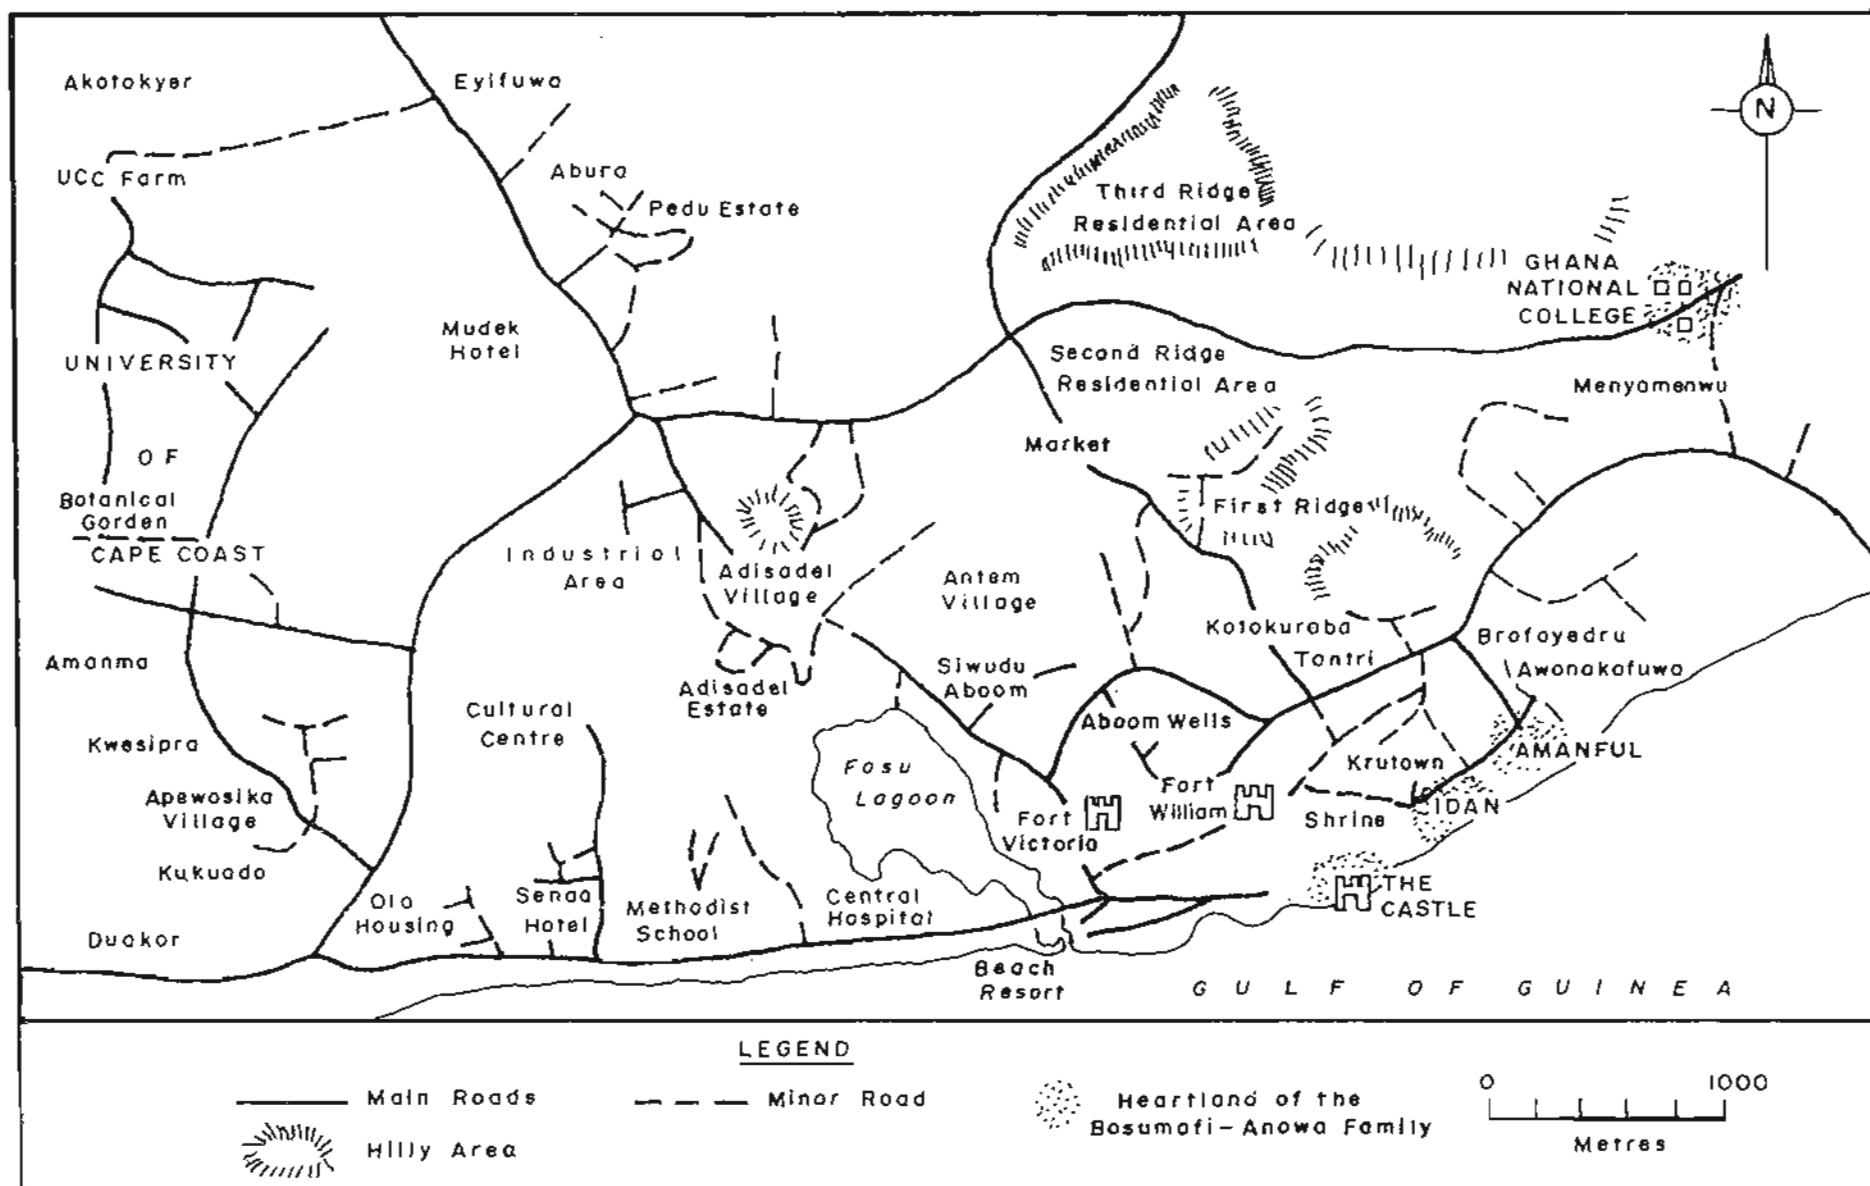 Akotokyer
Eyifuwa
N
UCC Farm
Abura
Pedu Estate
Third Ridge
Residential Area
GHANA
NATIONAL
COLLEGE
Mudek
Hotel
UNIVERSITY
Second Ridge
Residential Area
Menyamenwu
Market
OF
Botanical
Gorden
CAPE COAST
First Ridge
Industrial
Area
Adisadel
Village
Antem
Village
Kotokuraba
Tantri
Brofoyedru
Awonakofuwa
Amanma
Siwudu
Aboom
Adisadel
Estate
Cultural
Centre
Aboom Wells
Kwesipra
Krutown
AMANFUL
Fosu
Lagoon
Apewosika
Village
Fort
William
Fort
Victoria
Shrine
IDAN
Kukuado
Ola
Housing
Senaa
Hotel
Methodist
School
Central
Hospital
THE
CASTLE
Duakor
Beach
Resort
GULF OF GUINEA
LEGEND
Main Roads
Minor Road
Heartland of the
Bosumafi-Anowa Family
Hilly Area
0 1000
Metres